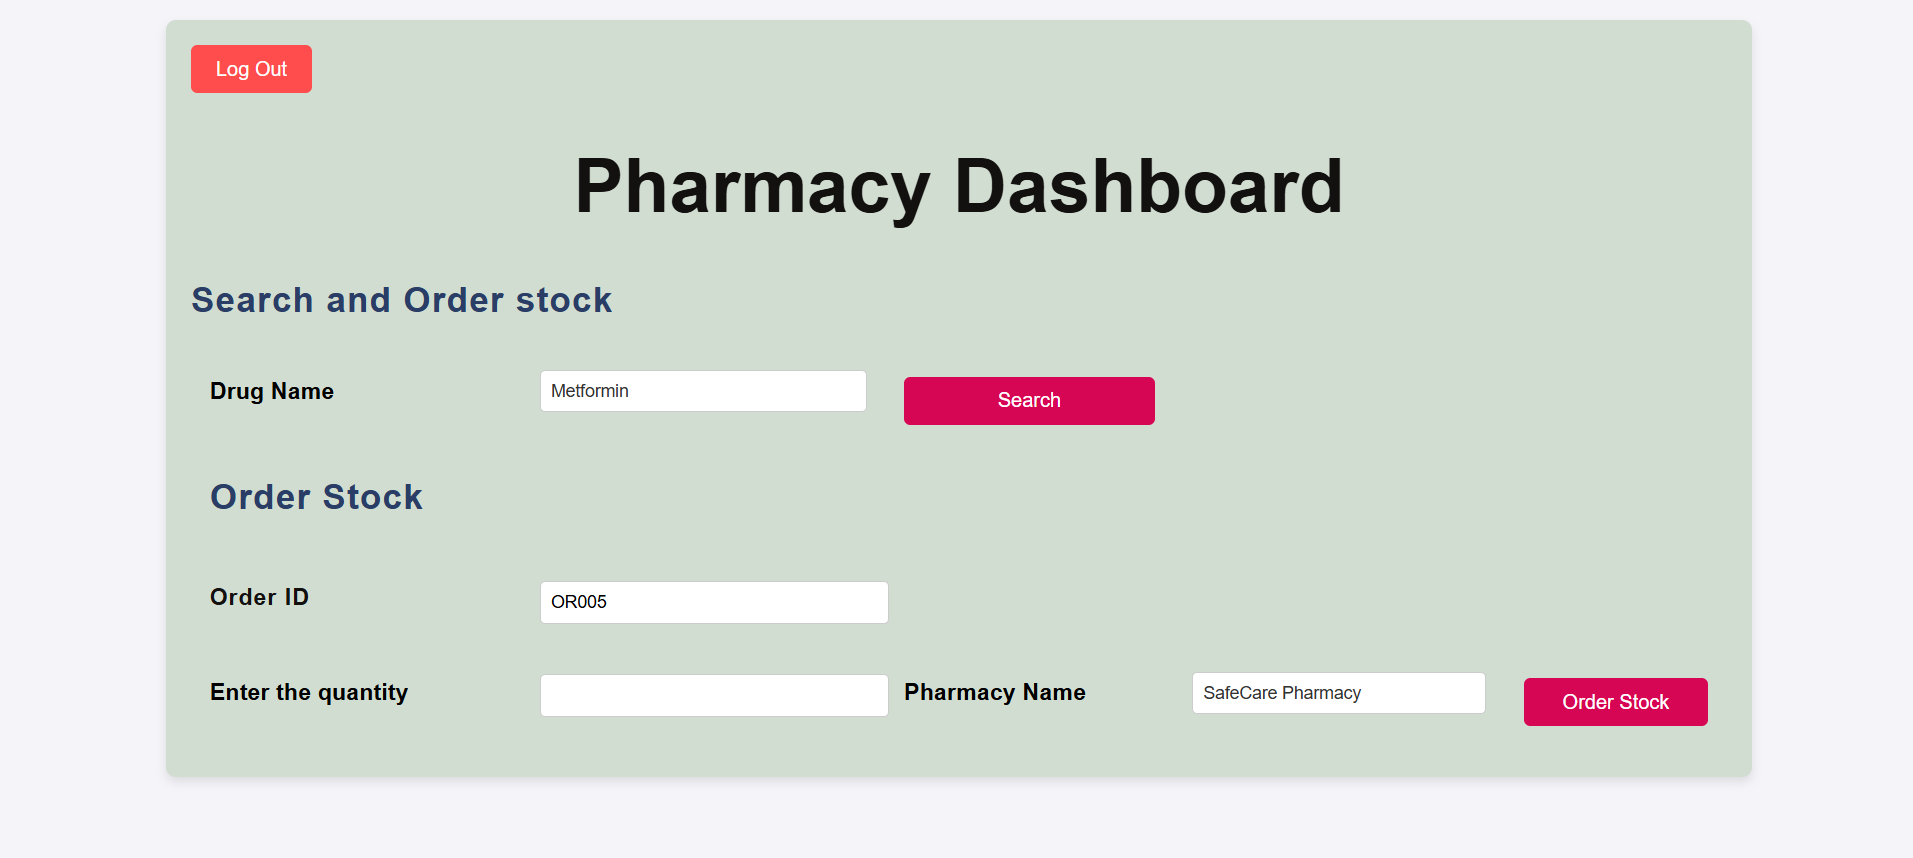 Log Out
Pharmacy Dashboard
Search and Order stock
Drug Name Metformin Search
Order Stock
Order ID OR005
Enter the quantity Pharmacy Name SafeCare Pharmacy Order Stock